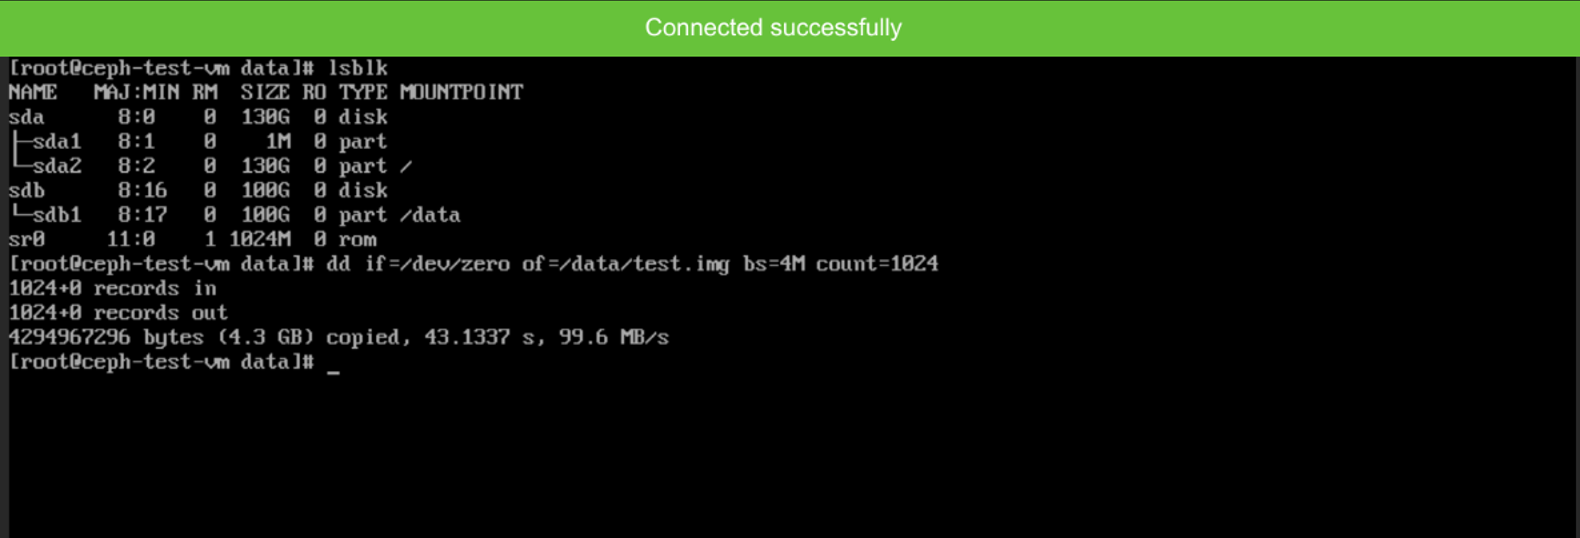 Connected successfully
[root@ceph-test-vm data]# lsblk
NAME   MAJ:MIN RM  SIZE RO TYPE MOUNTPOINT
sda      8:0    0  130G  0 disk
├─sda1   8:1    0    1M  0 part
└─sda2   8:2    0  130G  0 part /
sdb      8:16   0  100G  0 disk
└─sdb1   8:17   0  100G  0 part /data
sr0     11:0    1 1024M  0 rom
[root@ceph-test-vm data]# dd if=/dev/zero of=/data/test.img bs=4M count=1024
1024+0 records in
1024+0 records out
4294967296 bytes (4.3 GB) copied, 43.1337 s, 99.6 MB/s
[root@ceph-test-vm data]# _